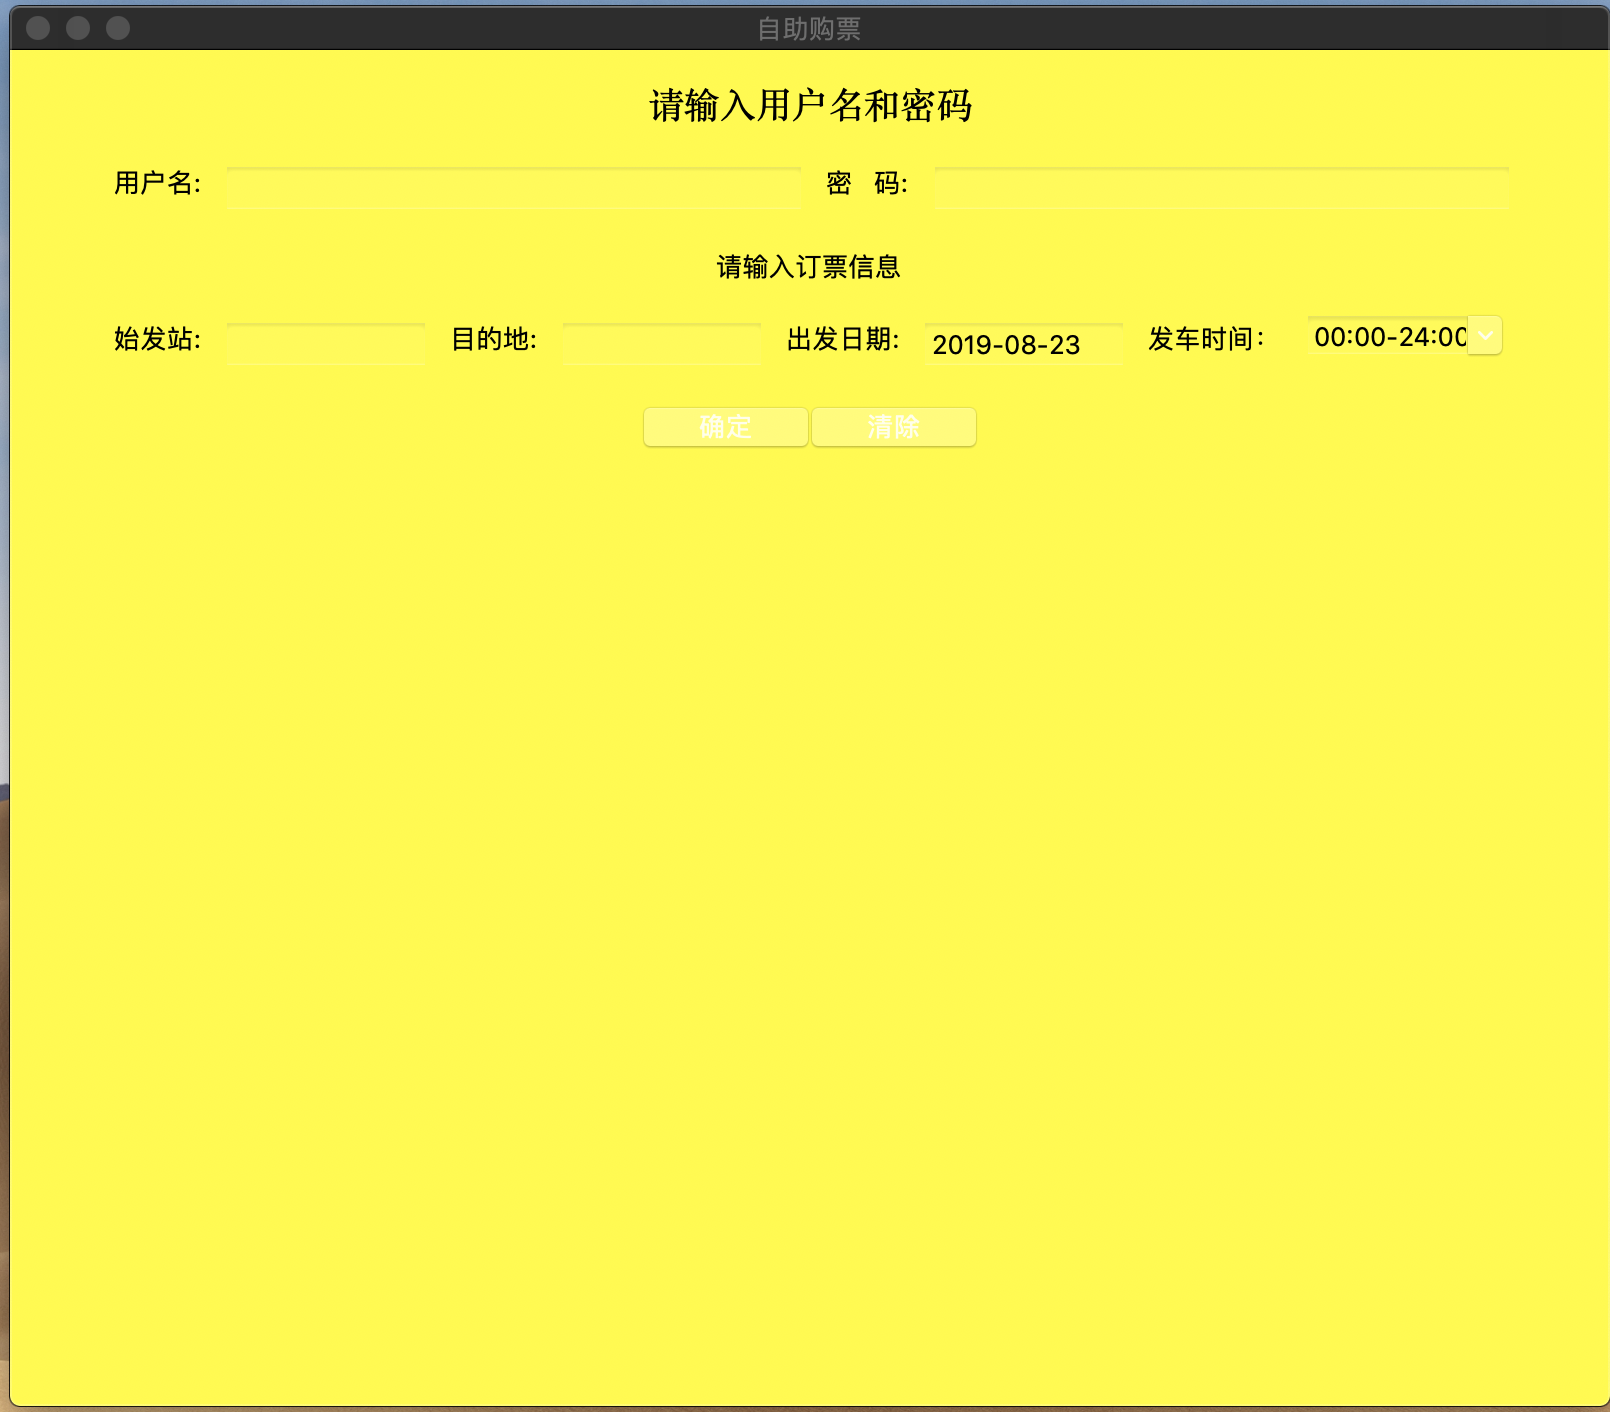 自助购票
请输入用户名和密码
用户名: 密 码:
请输入订票信息
始发站: 目的地: 出发日期: 2019-08-23 发车时间： 00:00-24:00
确定 清除